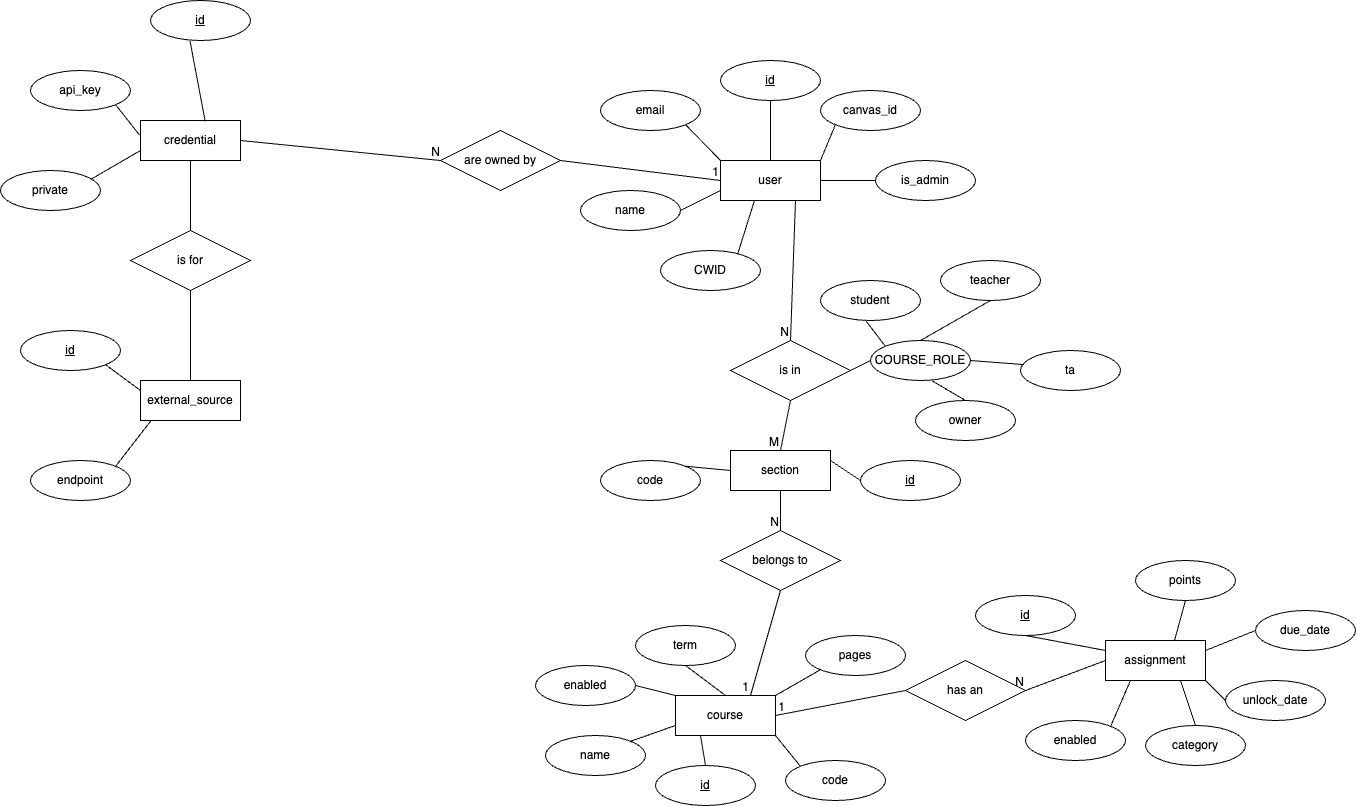 id
api_key
credential
private
is for
id
external_source
endpoint
N
are owned by
1
id
email
canvas_id
user
is_admin
name
CWID
N
is in
student
teacher
COURSE_ROLE
ta
owner
M
section
code
id
N
belongs to
1
term
pages
enabled
course
1
name
id
code
has an
N
id
points
due_date
assignment
unlock_date
enabled
category